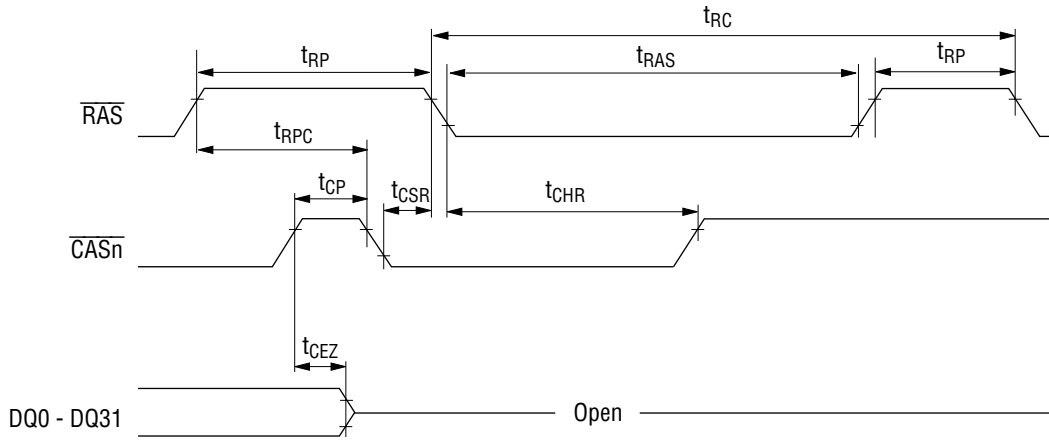 tRC
tRP
tRAS
tRP
RAS
tRPC
tCP
tCSR
tCHR
CASn
tCEZ
DQ0 - DQ31
Open